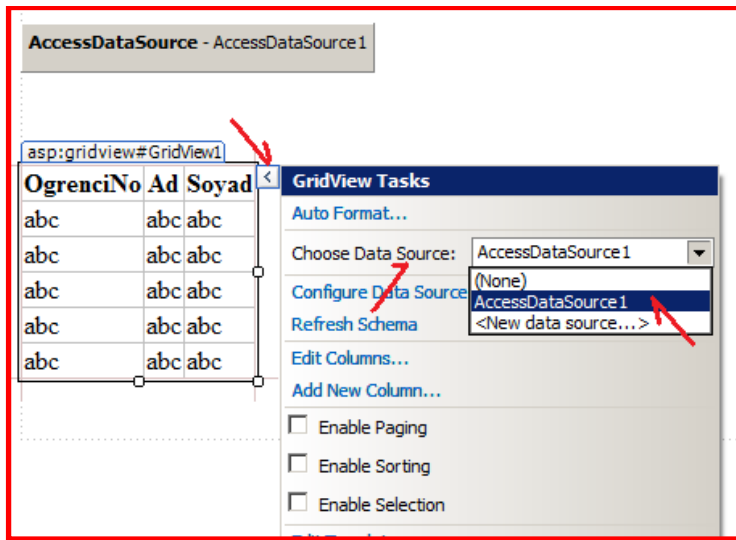 AccessDataSource - AccessDataSource1
asp:gridview#GridView1
OgrenciNo Ad Soyad
abc abc abc
abc abc abc
abc abc abc
abc abc abc
abc abc abc
GridView Tasks
Auto Format...
Choose Data Source: AccessDataSource1
(None)
AccessDataSource1
<New data source...>
Configure Data Source
Refresh Schema
Edit Columns...
Add New Column...
Enable Paging
Enable Sorting
Enable Selection